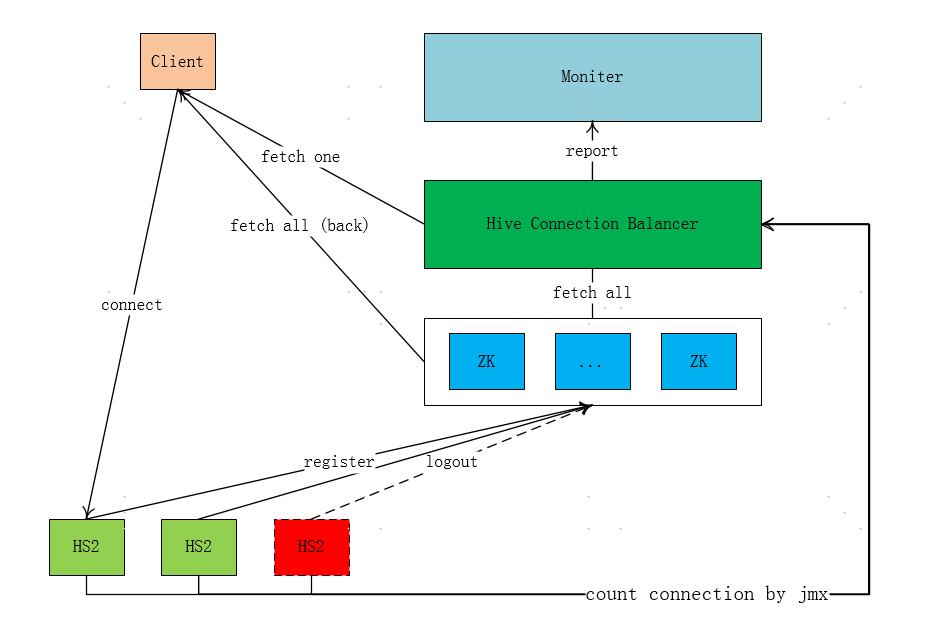 Client
Moniter
fetch one
report
fetch all (back)
Hive Connection Balancer
connect
fetch all
ZK
...
ZK
register
logout
HS2
HS2
HS2
count connection by jmx